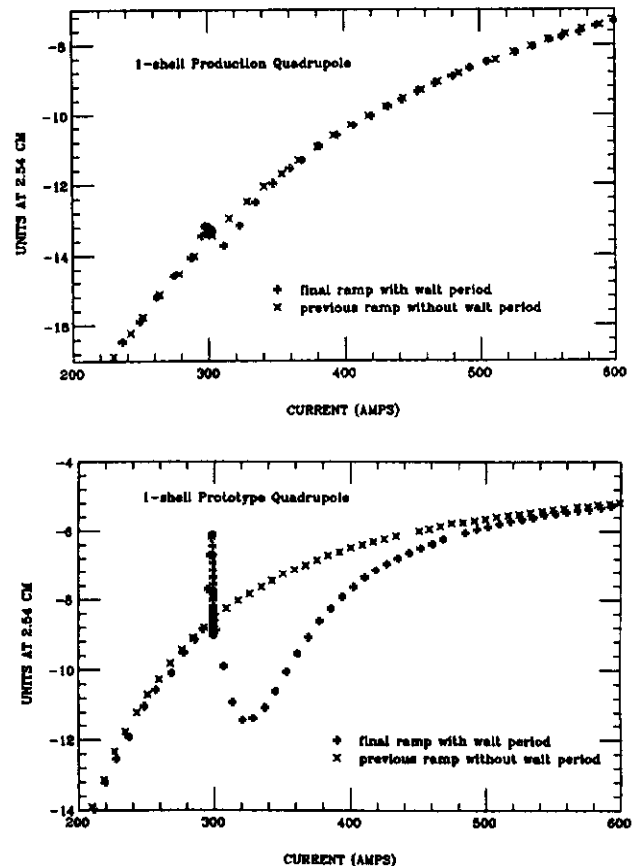 1-shell Production Quadrupole
UNITS AT 2.54 CM
-8
-10
-12
-14
-16
final ramp with wait period
previous ramp without wait period
200 300 400 500 600
CURRENT (AMPS)
1-shell Prototype Quadrupole
UNITS AT 2.54 CM
-4
-6
-8
-10
-12
-14
final ramp with wait period
previous ramp without wait period
200 300 400 500 600
CURRENT (AMPS)